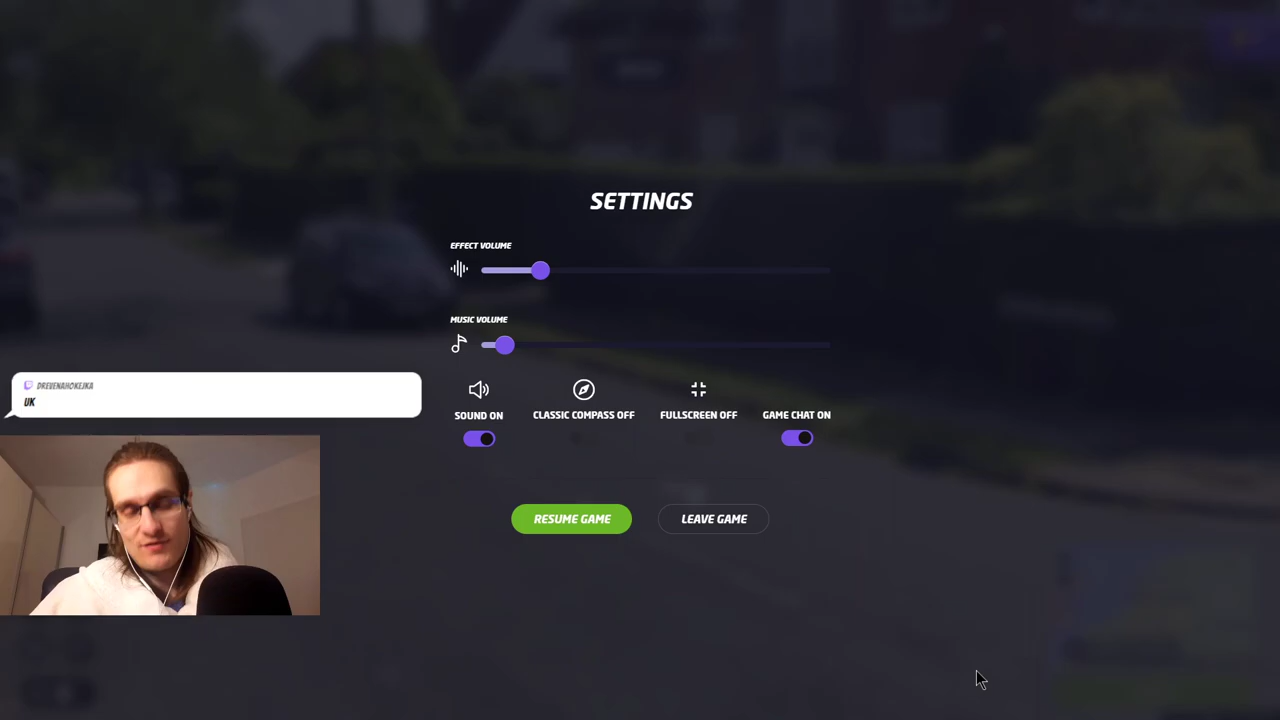 SETTINGS
EFFECT VOLUME
MUSIC VOLUME
SOUND ON
CLASSIC COMPASS OFF
FULLSCREEN OFF
GAME CHAT ON
RESUME GAME
LEAVE GAME
DREVENAHOKEJKA
UK